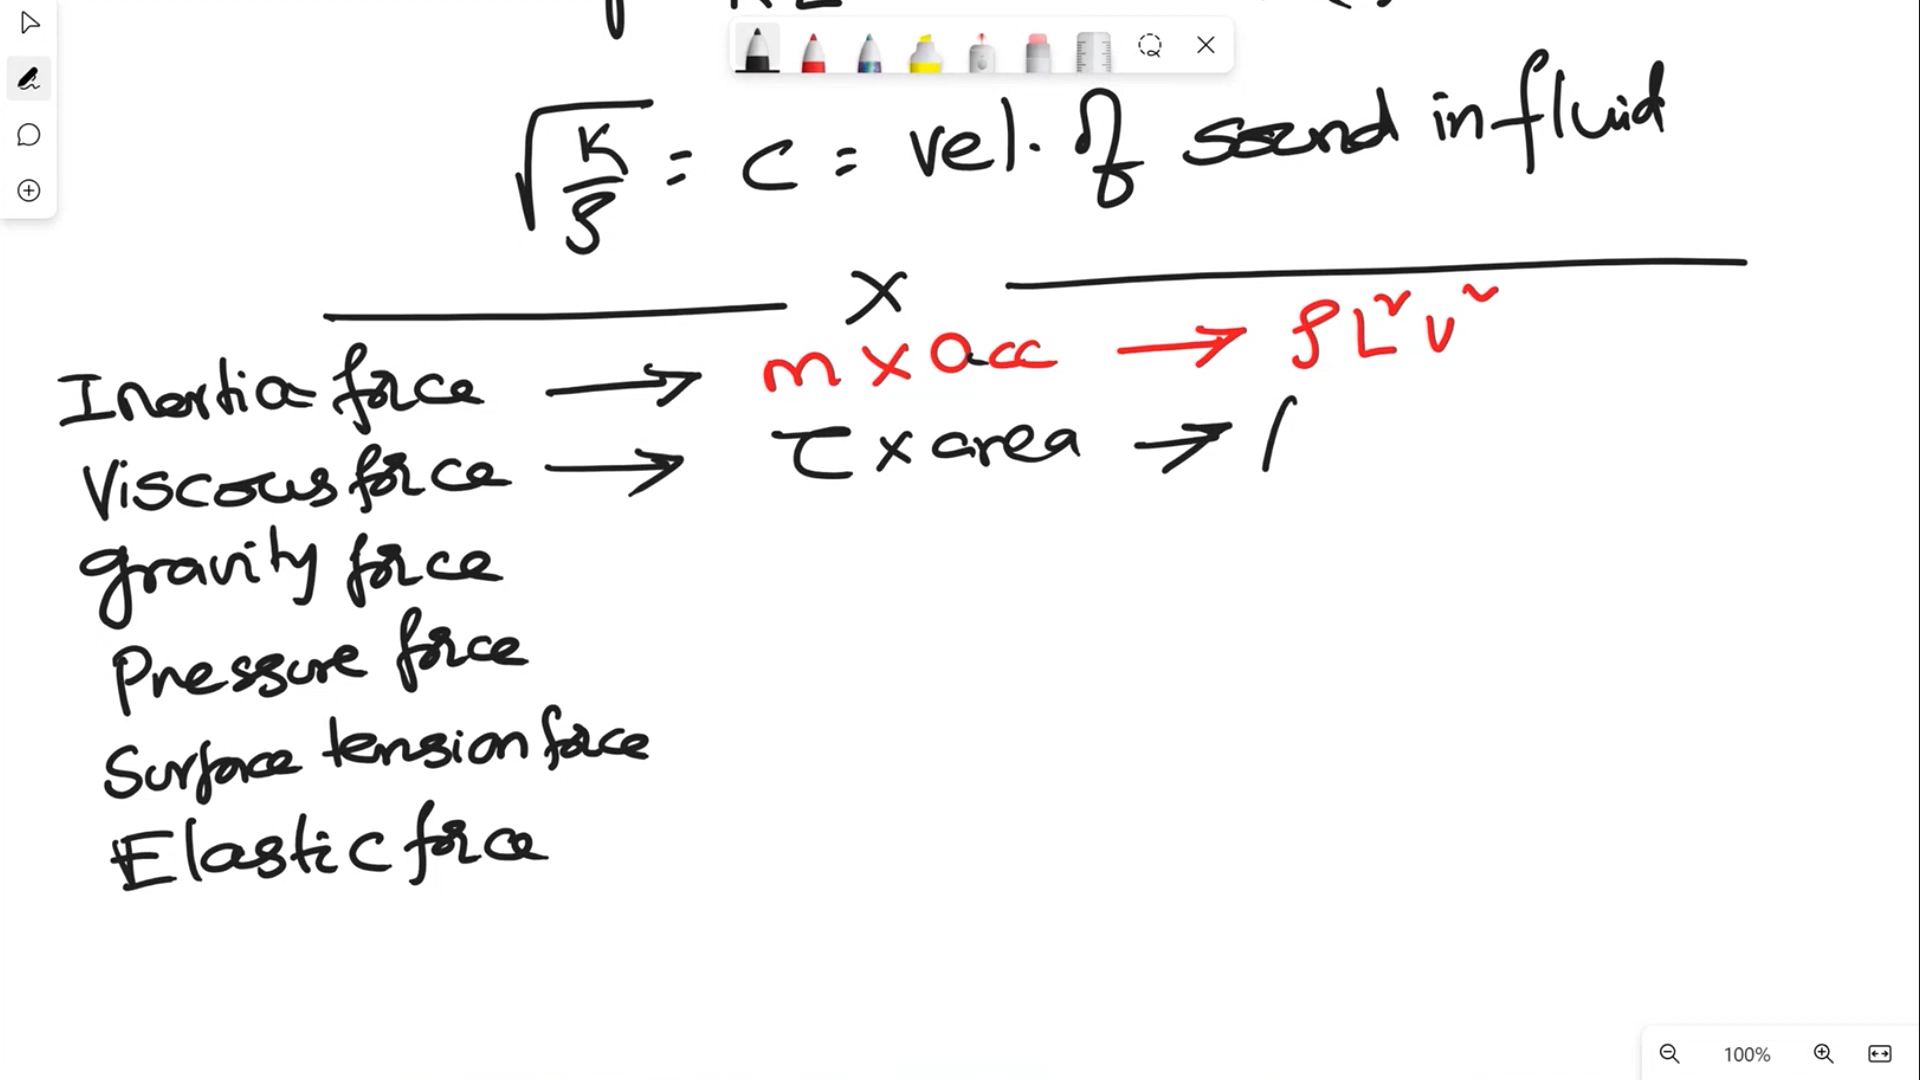 √K/ρ = C = vel. of sound in fluid
x
Inertia force → m x acc → ρL²V²
Viscous force → τ x area → (
gravity force
Pressure force
Surface tension force
Elastic force
100%